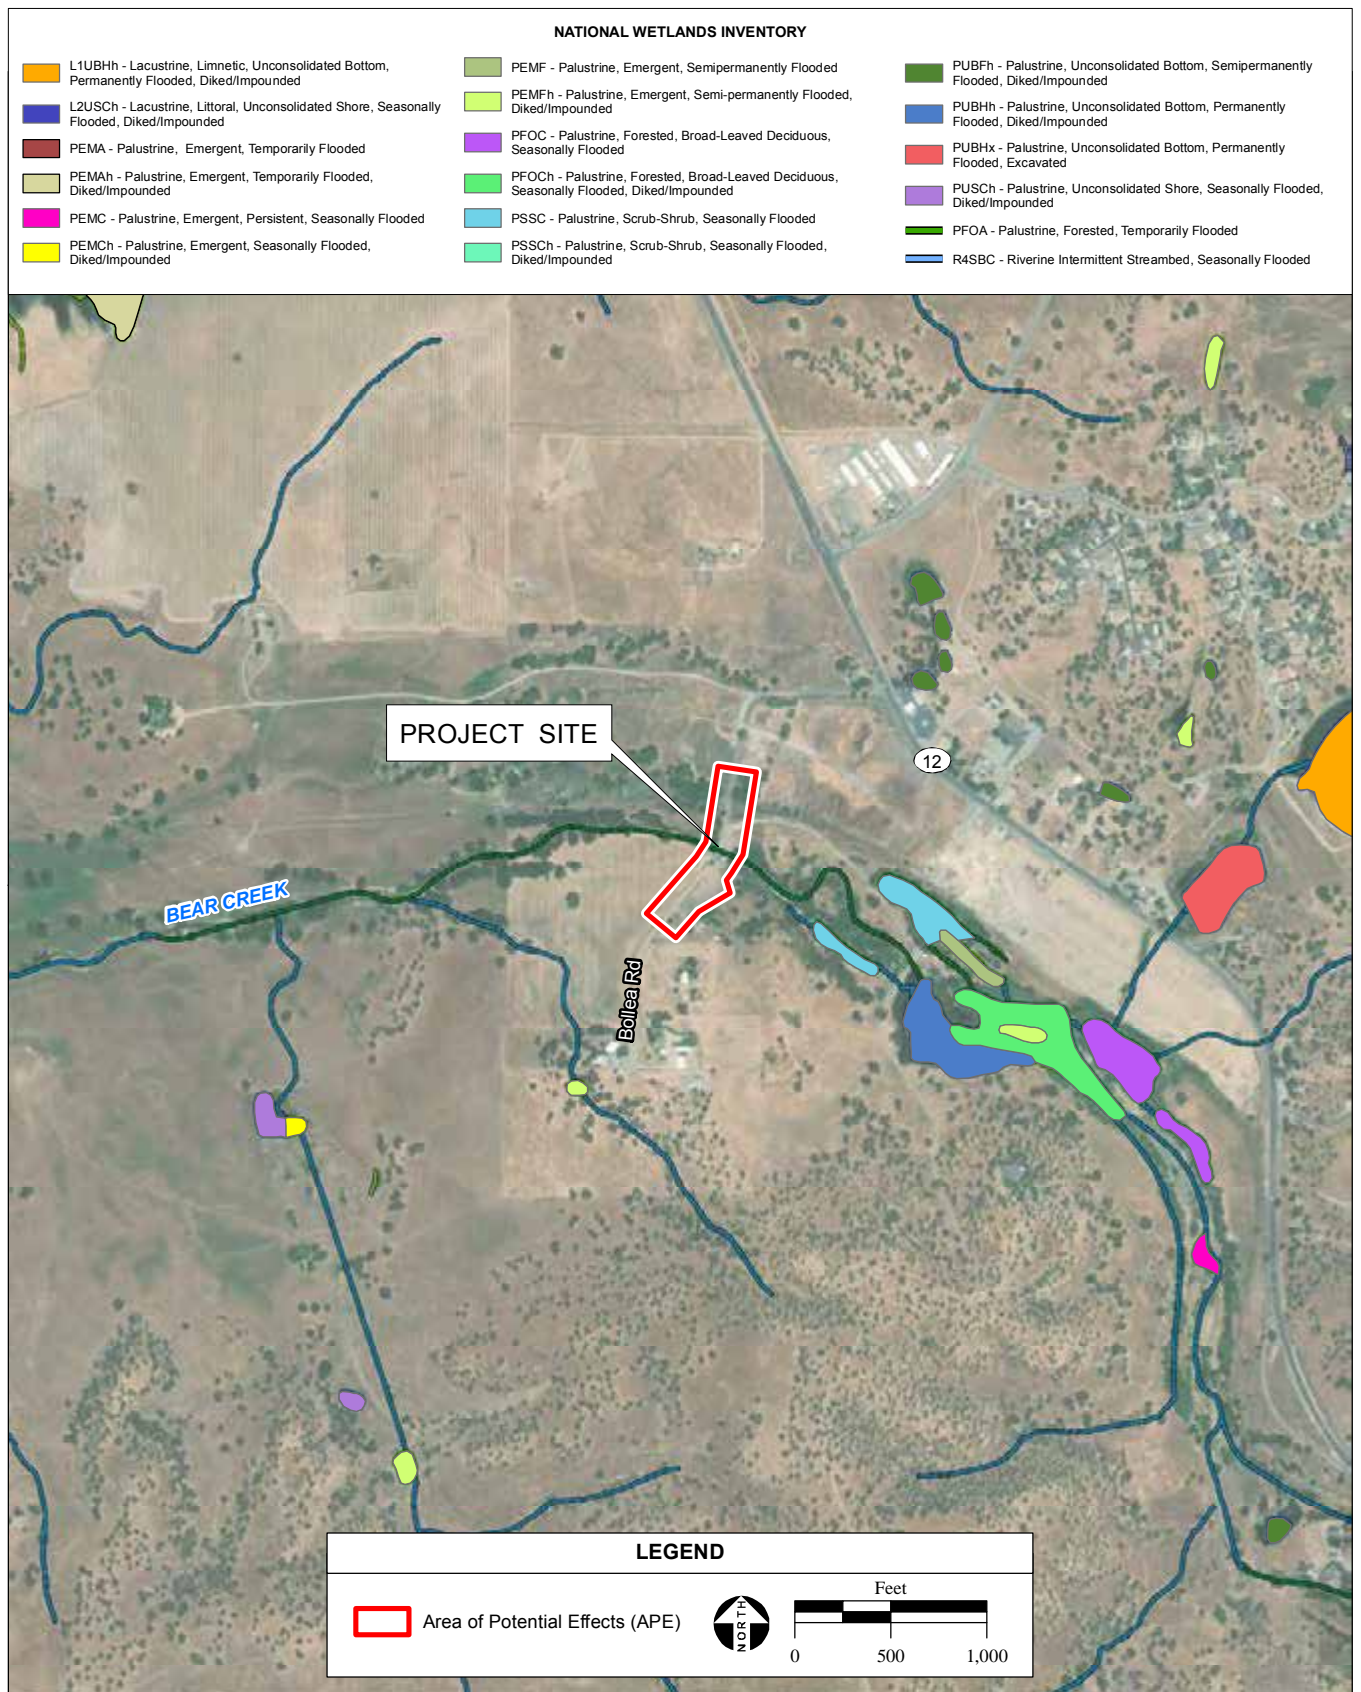 NATIONAL WETLANDS INVENTORY
L1UBHh - Lacustrine, Limnetic, Unconsolidated Bottom,
Permanently Flooded, Diked/Impounded
L2USCh - Lacustrine, Littoral, Unconsolidated Shore, Seasonally
Flooded, Diked/Impounded
PEMA - Palustrine, Emergent, Temporarily Flooded
PEMAh - Palustrine, Emergent, Temporarily Flooded,
Diked/Impounded
PEMC - Palustrine, Emergent, Persistent, Seasonally Flooded
PEMCh - Palustrine, Emergent, Seasonally Flooded,
Diked/Impounded
PEMF - Palustrine, Emergent, Semipermanently Flooded
PEMFh - Palustrine, Emergent, Semi-permanently Flooded,
Diked/Impounded
PFOC - Palustrine, Forested, Broad-Leaved Deciduous,
Seasonally Flooded
PFOCh - Palustrine, Forested, Broad-Leaved Deciduous,
Seasonally Flooded, Diked/Impounded
PSSC - Palustrine, Scrub-Shrub, Seasonally Flooded
PSSCh - Palustrine, Scrub-Shrub, Seasonally Flooded,
Diked/Impounded
PUBFh - Palustrine, Unconsolidated Bottom, Semipermanently
Flooded, Diked/Impounded
PUBHh - Palustrine, Unconsolidated Bottom, Permanently
Flooded, Diked/Impounded
PUBHx - Palustrine, Unconsolidated Bottom, Permanently
Flooded, Excavated
PUSCh - Palustrine, Unconsolidated Shore, Seasonally Flooded,
Diked/Impounded
PFOA - Palustrine, Forested, Temporarily Flooded
R4SBC - Riverine Intermittent Streambed, Seasonally Flooded
PROJECT SITE
12
BEAR CREEK
Bollea Rd
LEGEND
Area of Potential Effects (APE)
NORTH
Feet
0 500 1,000